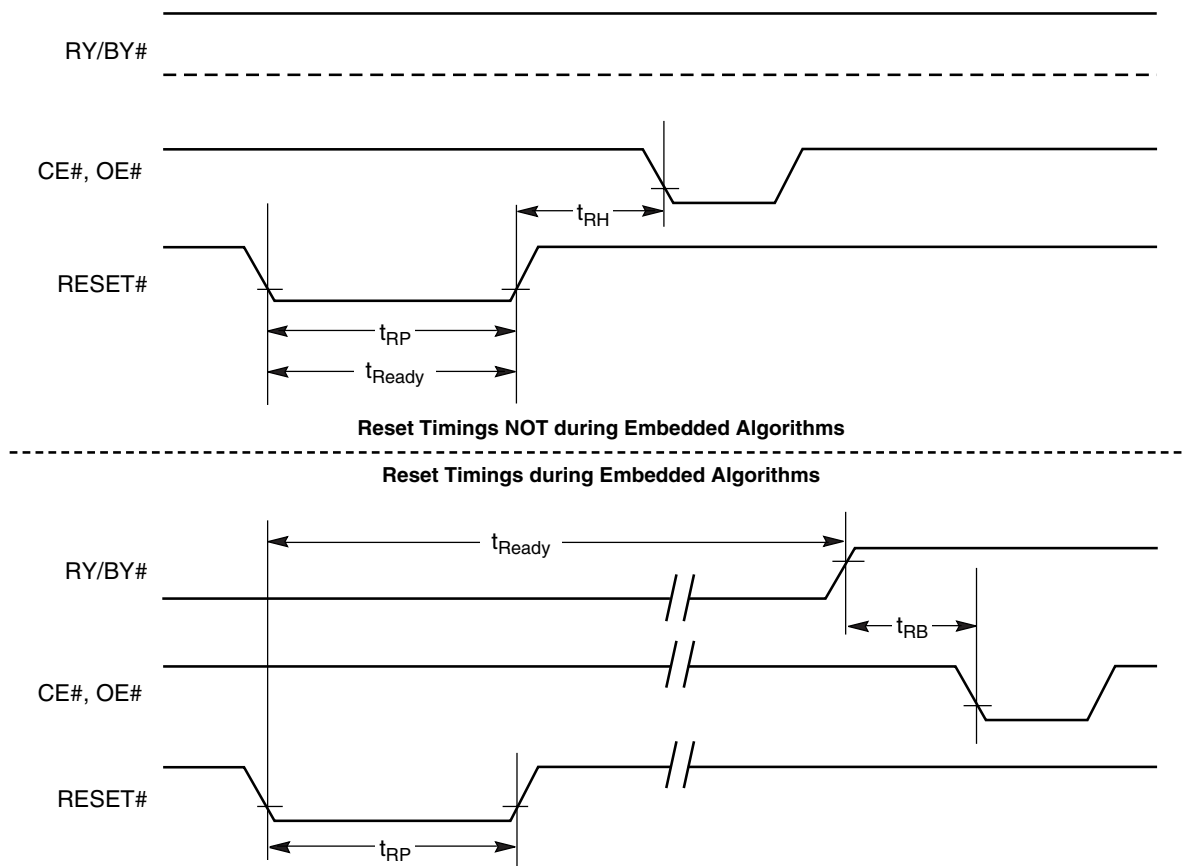 RY/BY#
CE#, OE#
tRH
RESET#
tRP
tReady
Reset Timings NOT during Embedded Algorithms
Reset Timings during Embedded Algorithms
tReady
RY/BY#
tRB
CE#, OE#
RESET#
tRP